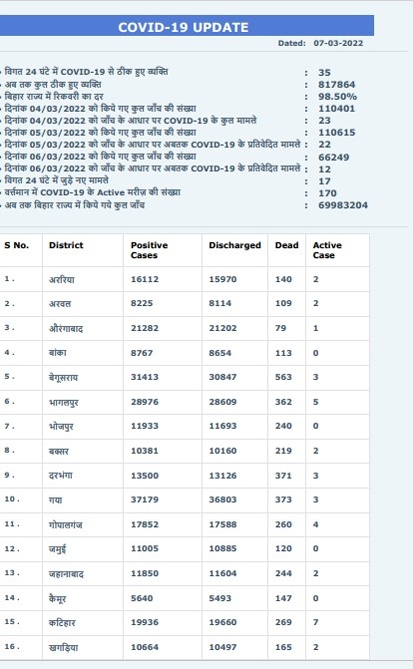 COVID-19 UPDATE
Dated: 07-03-2022
विगत 24 घंटे में COVID-19 से ठीक हुए व्यक्ति : 35
अब तक कुल ठीक हुए व्यक्ति : 817864
बिहार राज्य में रिकवरी का दर : 98.50%
दिनांक 04/03/2022 को किये गए कुल जाँच की संख्या : 110401
दिनांक 04/03/2022 को जाँच के आधार पर COVID-19 के कुल मामले : 23
दिनांक 05/03/2022 को किये गए कुल जाँच की संख्या : 110615
दिनांक 05/03/2022 को जाँच के आधार पर अबतक COVID-19 के प्रतिवेदित मामले : 22
दिनांक 06/03/2022 को किये गए कुल जाँच की संख्या : 66249
दिनांक 06/03/2022 को जाँच के आधार पर अबतक COVID-19 के प्रतिवेदित मामले : 12
विगत 24 घंटे में जुड़े नए मामले : 17
वर्त्तमान में COVID-19 के Active मरीज़ की संख्या : 170
अब तक बिहार राज्य में किये गये कुल जाँच : 69983204
S No. District Positive Cases Discharged Dead Active Case
1 . अररिया 16112 15970 140 2
2 . अरवल 8225 8114 109 2
3 . औरंगाबाद 21282 21202 79 1
4 . बांका 8767 8654 113 0
5 . बेगूसराय 31413 30847 563 3
6 . भागलपुर 28976 28609 362 5
7 . भोजपुर 11933 11693 240 0
8 . बक्सर 10381 10160 219 2
9 . दरभंगा 13500 13126 371 3
10 . गया 37179 36803 373 3
11 . गोपालगंज 17852 17588 260 4
12 . जमुई 11005 10885 120 0
13 . जहानाबाद 11850 11604 244 2
14 . कैमूर 5640 5493 147 0
15 . कटिहार 19936 19660 269 7
16 . खगड़िया 10664 10497 165 2